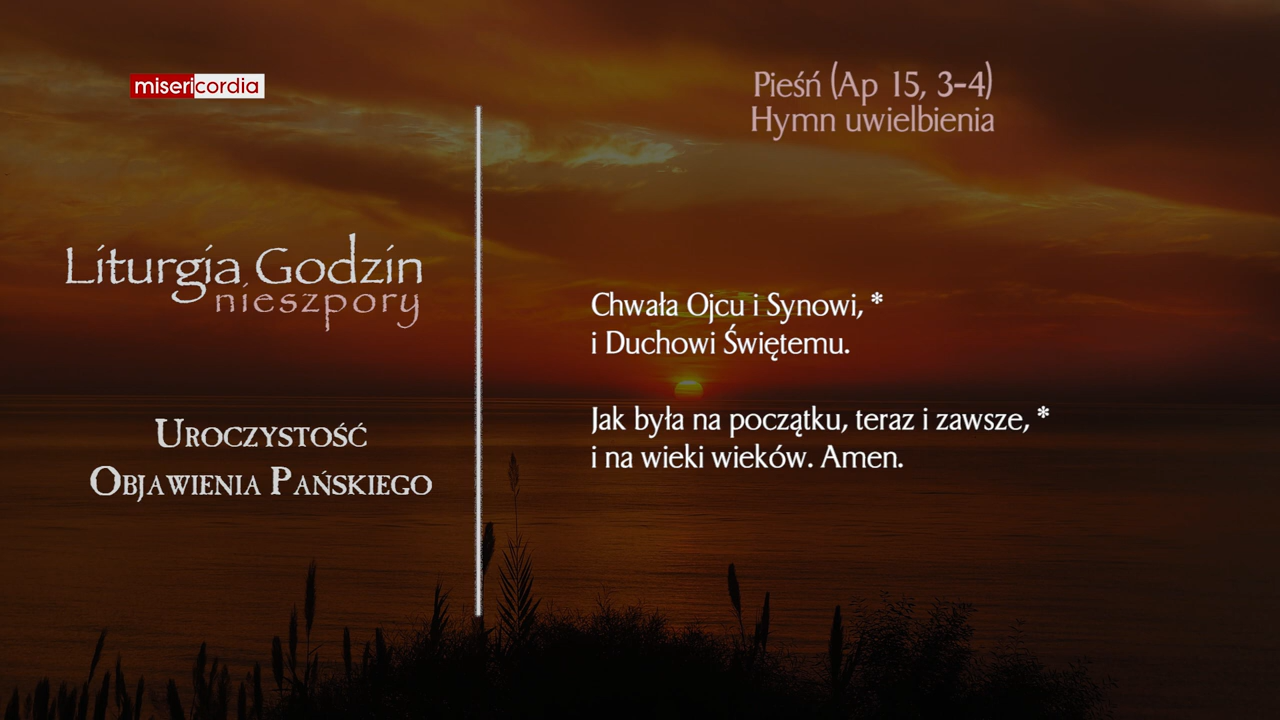 misericordia
Liturgia Godzin
nieszpory
Uroczystość
Objawienia Pańskiego
Pieśń (Ap 15, 3-4)
Hymn uwielbienia
Chwała Ojcu i Synowi, *
i Duchowi Świętemu.
Jak była na początku, teraz i zawsze, *
i na wieki wieków. Amen.